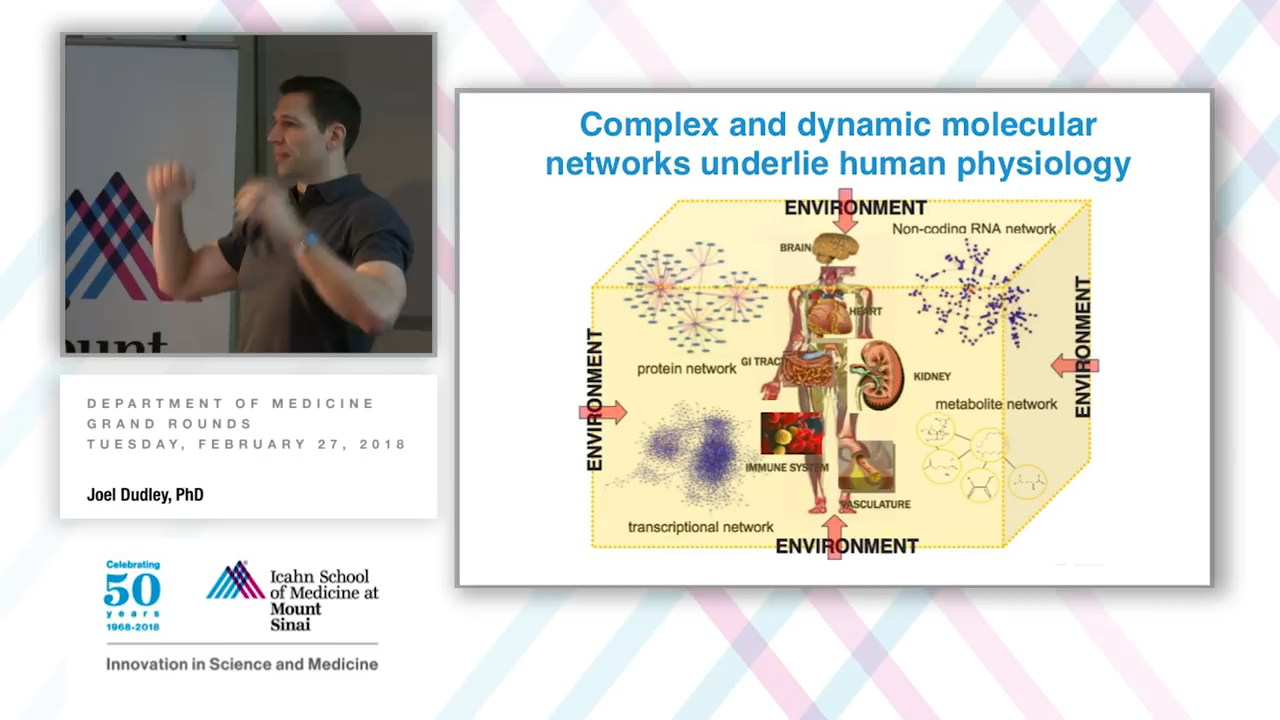 unt
DEPARTMENT OF MEDICINE
GRAND ROUNDS
TUESDAY, FEBRUARY 27, 2018
Joel Dudley, PhD
Celebrating
50
years
1968-2018
Icahn School
of Medicine at
Mount
Sinai
Innovation in Science and Medicine
Complex and dynamic molecular
networks underlie human physiology
ENVIRONMENT
Non-coding RNA network
BRAIN
HEART
ENVIRONMENT
ENVIRONMENT
protein network
GI TRACT
KIDNEY
metabolite network
IMMUNE SYSTEM
VASCULATURE
transcriptional network
ENVIRONMENT